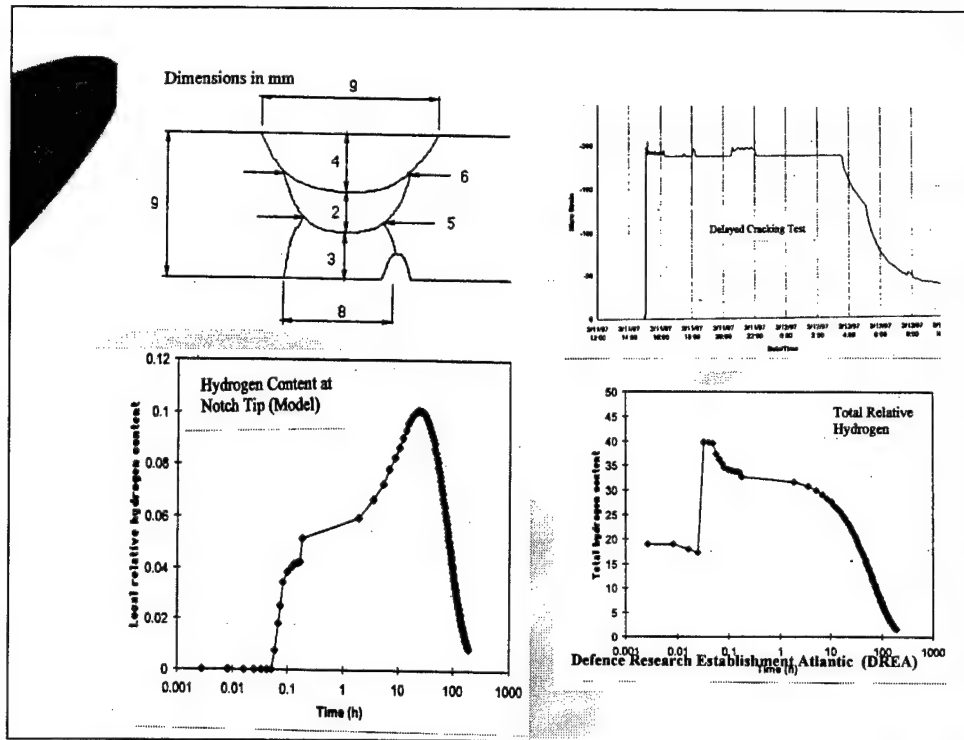 Dimensions in mm
9
9
4
6
2
5
3
8
Delayed Cracking Test
Date/Time
0.12
0.1
0.08
0.06
0.04
0.02
0
Local relative hydrogen content
Hydrogen Content at
Notch Tip (Model)
0.001 0.01 0.1 1 10 100 1000
Time (h)
50
45
40
35
30
25
20
15
10
5
0
Total hydrogen content
Total Relative
Hydrogen
0.001 0.1 10 1000
Time (h)
Defence Research Establishment Atlantic (DREA)